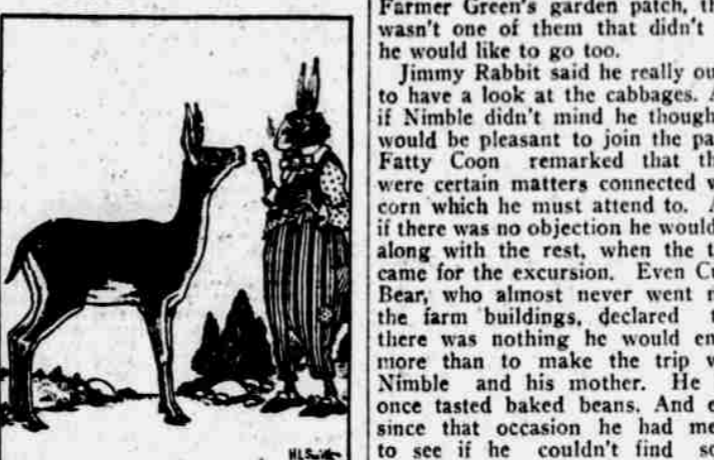 Farmer Green's garden patch, th
wasn't one of them that didn't
he would like to go too.
Jimmy Rabbit said he really ou
to have a look at the cabbages. A
if Nimble didn't mind he though
would be pleasant to join the pa
Fatty Coon remarked that th
were certain matters connected w
corn which he must attend to. A
if there was no objection he would
along with the rest, when the t
came for the excursion. Even Cu
Bear, who almost never went n
the farm buildings, declared t
there was nothing he would en
more than to make the trip w
Nimble and his mother. He
once tasted baked beans. And e
since that occasion he had me
to see if he couldn't find so